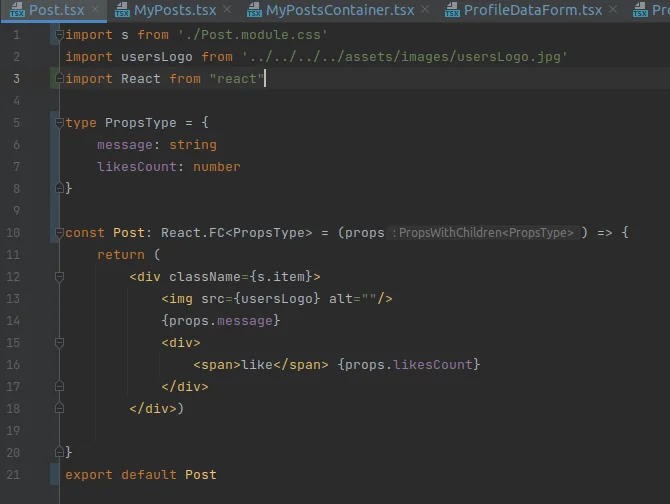 Post.tsx MyPosts.tsx MyPostsContainer.tsx ProfileDataForm.tsx Pro
1 import s from './Post.module.css'
2 import usersLogo from '../../../../assets/images/usersLogo.jpg'
3 import React from "react"
4
5 type PropsType = {
6     message: string
7     likesCount: number
8 }
9
10 const Post: React.FC<PropsType> = (props :PropsWithChildren<PropsType> ) => {
11     return (
12         <div className={s.item}>
13             <img src={usersLogo} alt=""/>
14             {props.message}
15             <div>
16                 <span>like</span> {props.likesCount}
17             </div>
18         </div>)
19
20 }
21 export default Post